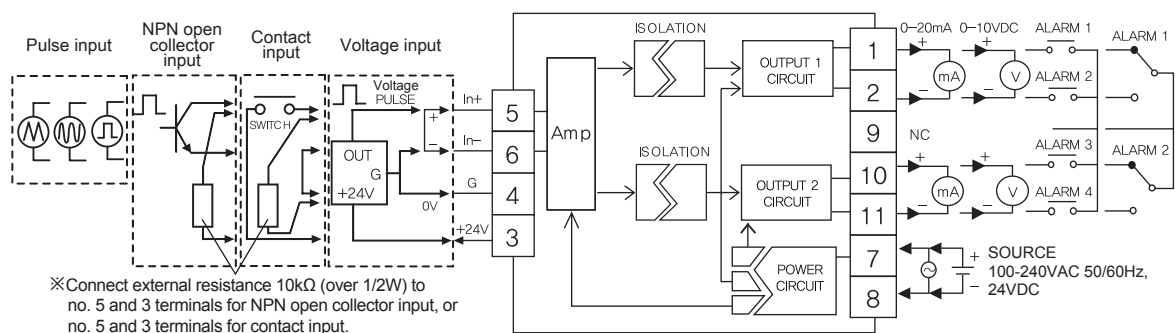 Pulse input
NPN open
collector
input
Contact
input
Voltage input
SWITCH
Voltage
PULSE
OUT
G
+24V
+
−
In+
In−
G
0V
+24V
5
6
4
3
Amp
ISOLATION
ISOLATION
OUTPUT 1
CIRCUIT
OUTPUT 2
CIRCUIT
POWER
CIRCUIT
1
2
9
10
11
7
8
0-20mA
0-10VDC
ALARM 1
ALARM 1
+
+
mA
V
ALARM 2
−
−
NC
ALARM 3
ALARM 2
+
+
mA
V
ALARM 4
−
−
+
−
SOURCE
100-240VAC 50/60Hz,
24VDC
※Connect external resistance 10kΩ (over 1/2W) to
no. 5 and 3 terminals for NPN open collector input, or
no. 5 and 3 terminals for contact input.